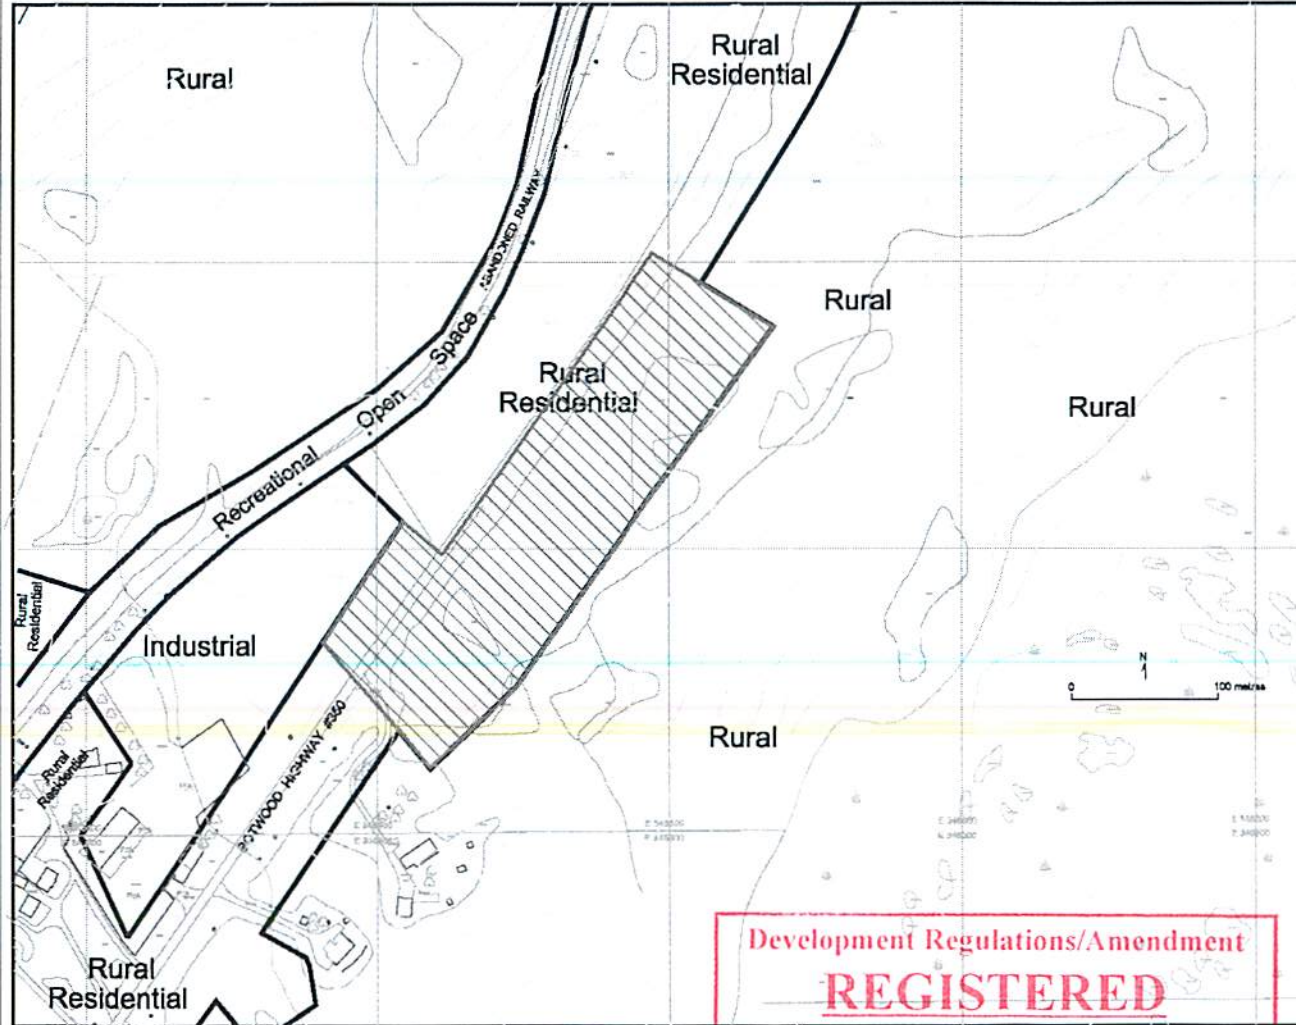 Rural
Rural
Residential
ABANDONED RAILWAY
Rural
Space
Rural
Residential
Open
Rural
Recreational
Rural
Residential
Industrial
N
0 100 metres
HIGHWAY #350
Rural
Rural
Residential
Rural
Residential
Development Regulations/Amendment
REGISTERED